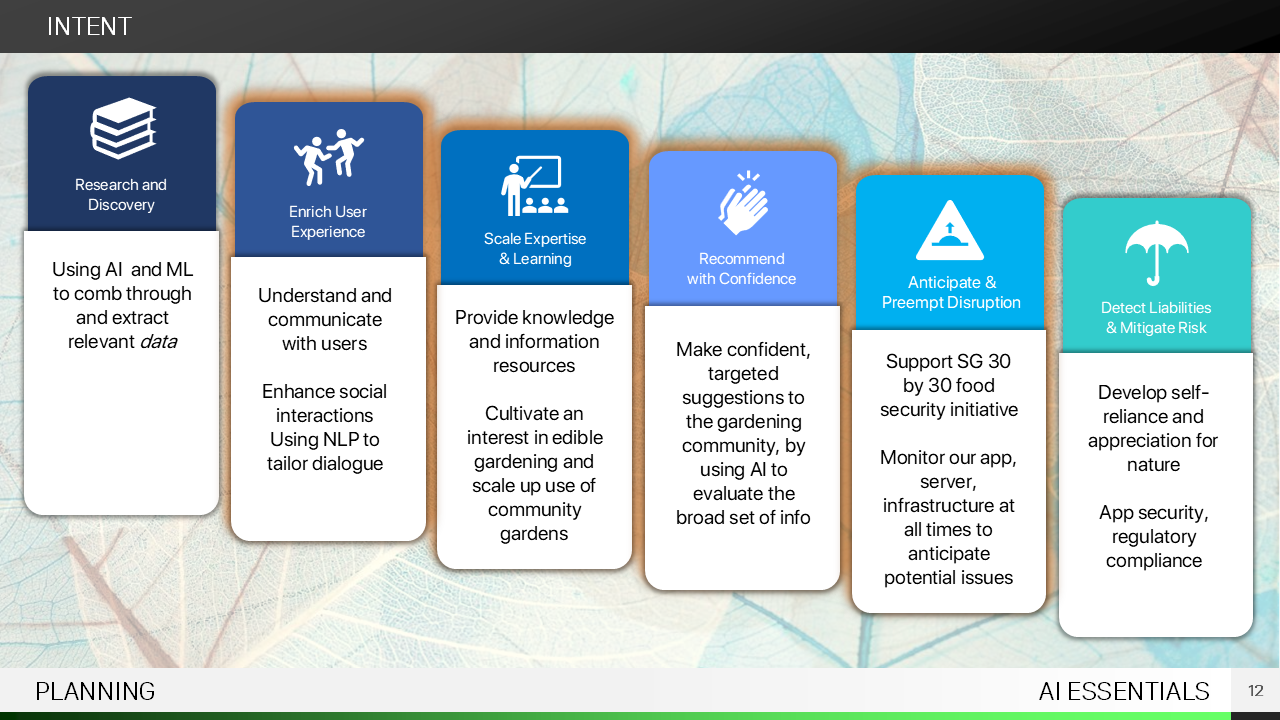 INTENT
Research and
Discovery
Using AI and ML
to comb through
and extract
relevant data
Enrich User
Experience
Understand and
communicate
with users
Enhance social
interactions
Using NLP to
tailor dialogue
Scale Expertise
& Learning
Provide knowledge
and information
resources
Cultivate an
interest in edible
gardening and
scale up use of
community
gardens
Recommend
with Confidence
Make confident,
targeted
suggestions to
the gardening
community, by
using AI to
evaluate the
broad set of info
Anticipate &
Preempt Disruption
Support SG 30
by 30 food
security initiative
Monitor our app,
server,
infrastructure at
all times to
anticipate
potential issues
Detect Liabilities
& Mitigate Risk
Develop self-
reliance and
appreciation for
nature
App security,
regulatory
compliance
PLANNING
AI ESSENTIALS
12